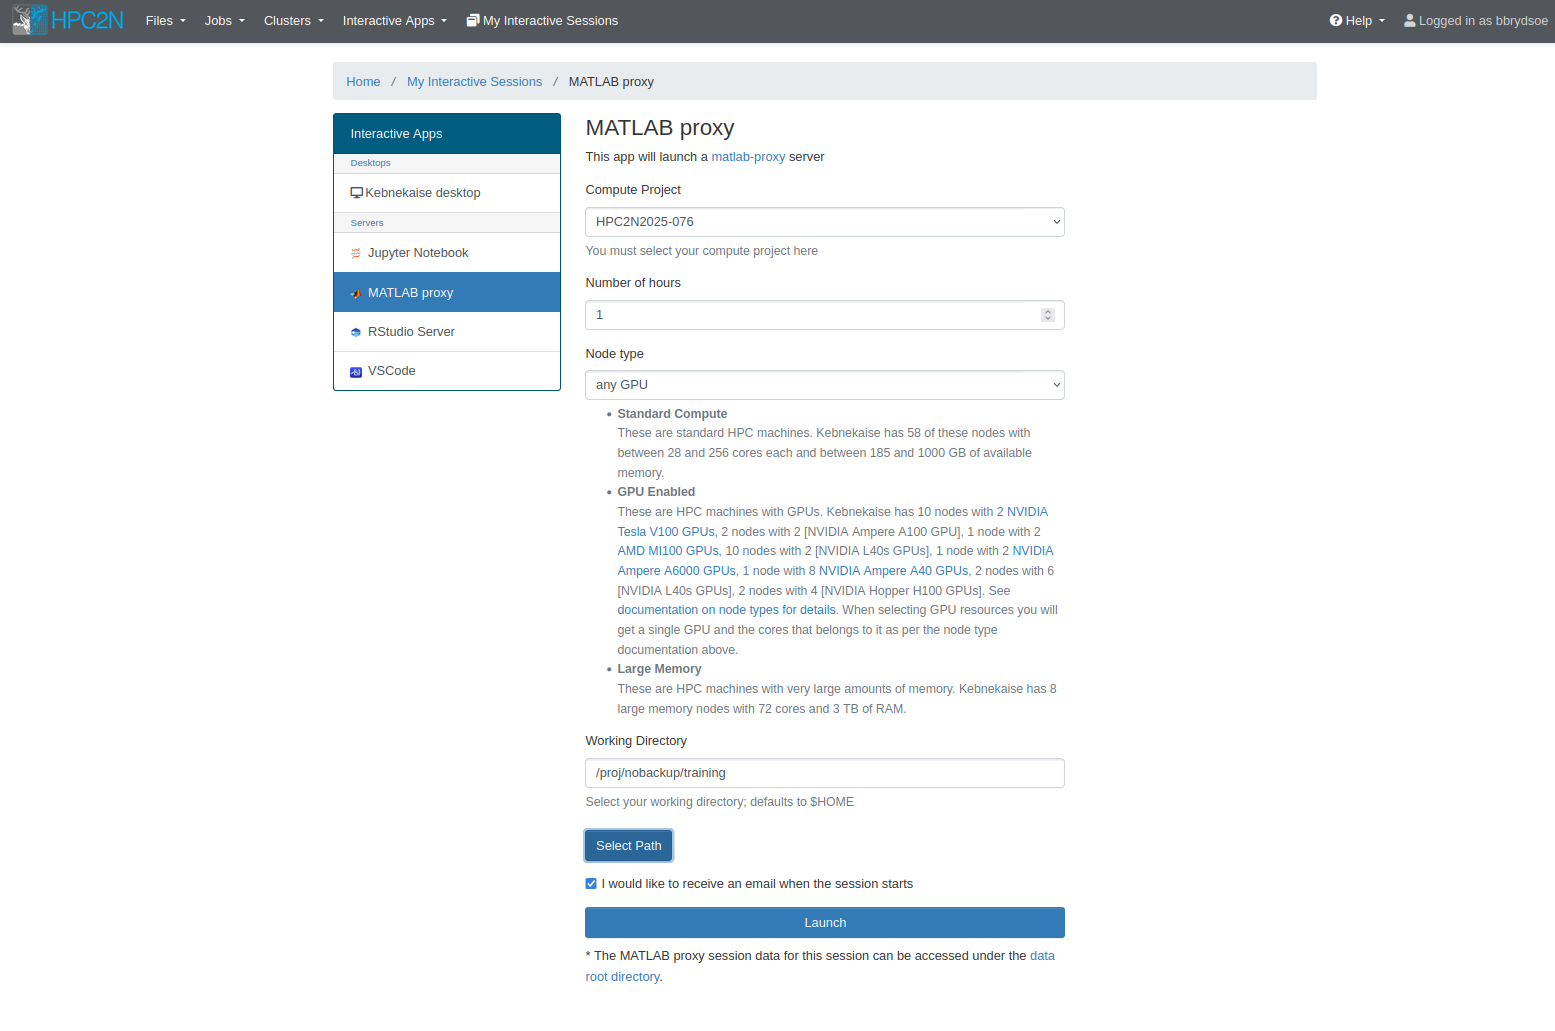 HPC2N Files Jobs Clusters Interactive Apps My Interactive Sessions Help Logged in as bbrydsoe
Home / My Interactive Sessions / MATLAB proxy
Interactive Apps
Desktops
Kebnekaise desktop
Servers
Jupyter Notebook
MATLAB proxy
RStudio Server
VSCode
MATLAB proxy
This app will launch a matlab-proxy server
Compute Project
HPC2N2025-076
You must select your compute project here
Number of hours
1
Node type
any GPU
• Standard Compute
These are standard HPC machines. Kebnekaise has 58 of these nodes with
between 28 and 256 cores each and between 185 and 1000 GB of available
memory.
• GPU Enabled
These are HPC machines with GPUs. Kebnekaise has 10 nodes with 2 NVIDIA
Tesla V100 GPUs, 2 nodes with 2 [NVIDIA Ampere A100 GPU], 1 node with 2
AMD MI100 GPUs, 10 nodes with 2 [NVIDIA L40s GPUs], 1 node with 2 NVIDIA
Ampere A6000 GPUs, 1 node with 8 NVIDIA Ampere A40 GPUs, 2 nodes with 6
[NVIDIA L40s GPUs], 2 nodes with 4 [NVIDIA Hopper H100 GPUs]. See
documentation on node types for details. When selecting GPU resources you will
get a single GPU and the cores that belongs to it as per the node type
documentation above.
• Large Memory
These are HPC machines with very large amounts of memory. Kebnekaise has 8
large memory nodes with 72 cores and 3 TB of RAM.
Working Directory
/proj/nobackup/training
Select your working directory; defaults to $HOME
Select Path
I would like to receive an email when the session starts
Launch
* The MATLAB proxy session data for this session can be accessed under the data
root directory.